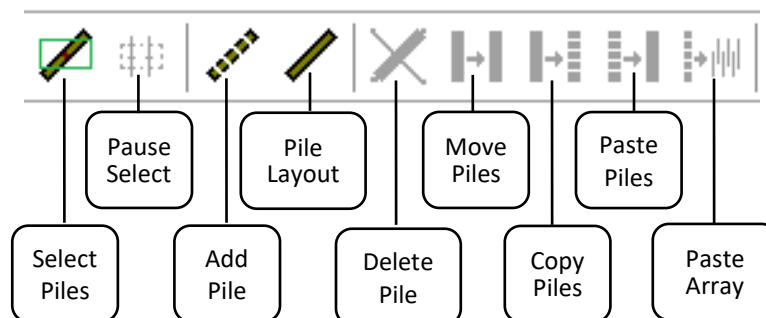 Pause
Select
Pile
Layout
Move
Piles
Paste
Piles
Select
Piles
Add
Pile
Delete
Pile
Copy
Piles
Paste
Array